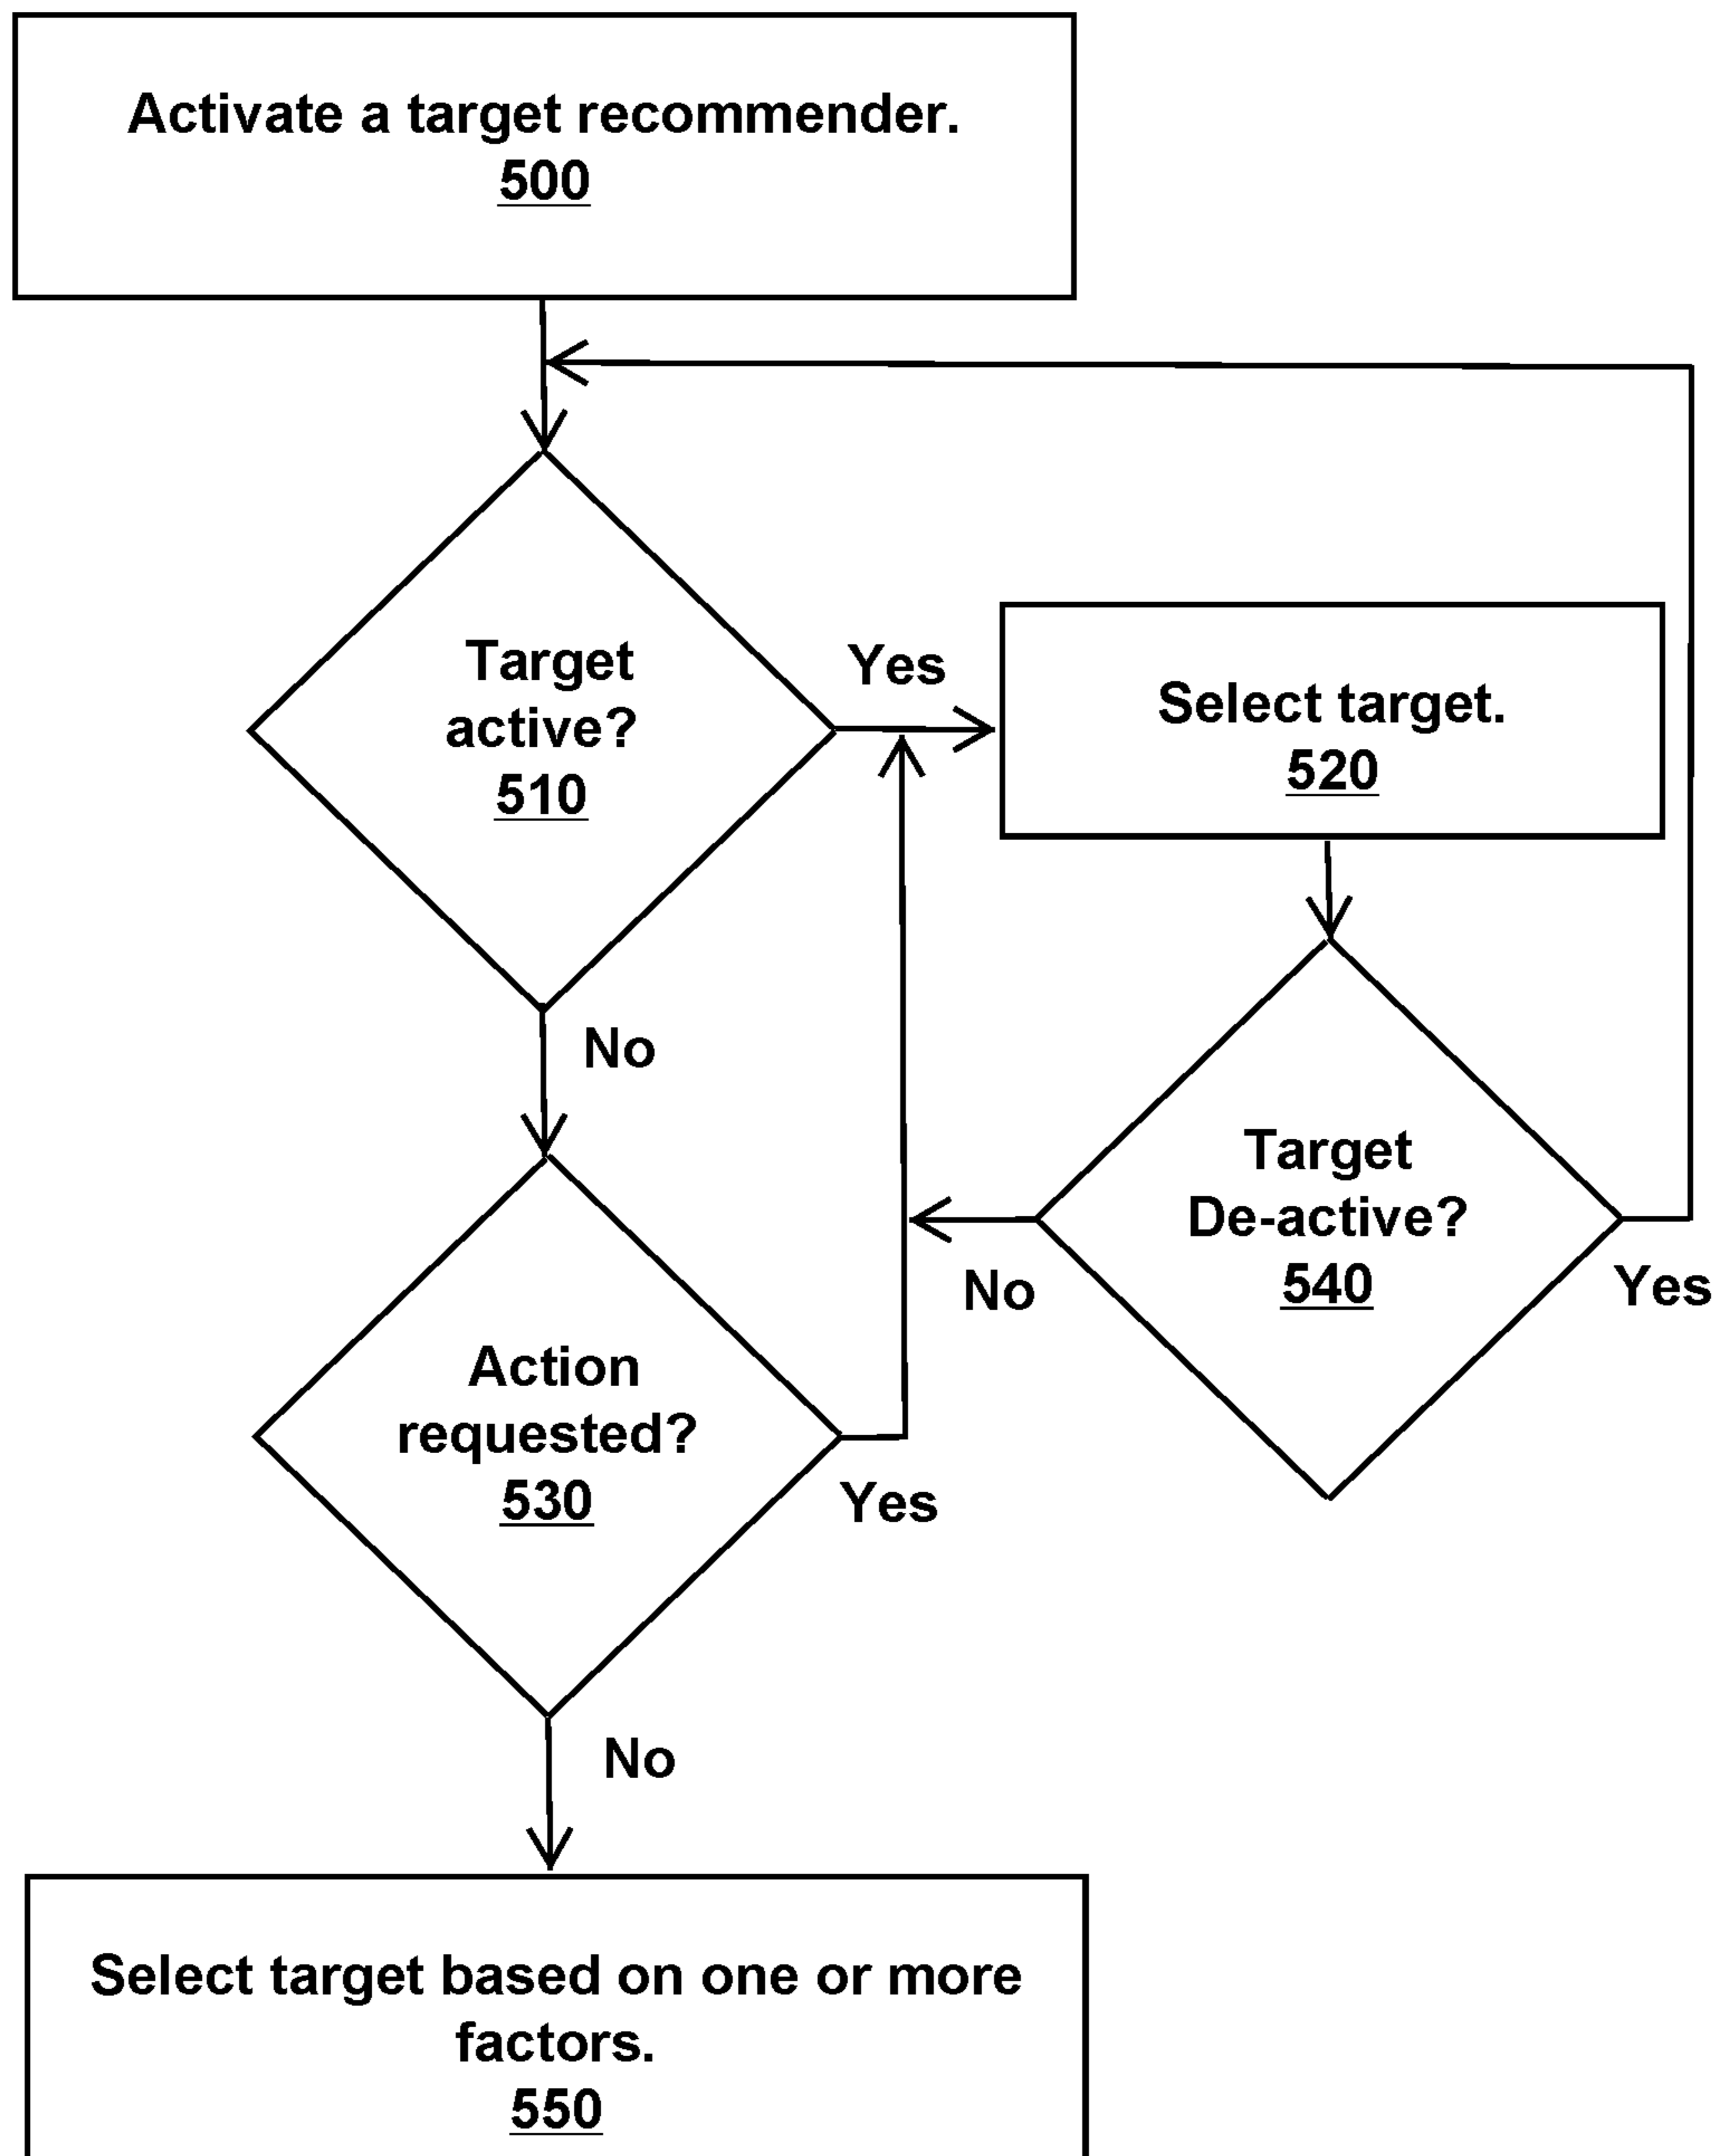 Activate a target recommender.
500
Target
active?
510
Yes
Select target.
520
No
Target
De-active?
540
No
Yes
Action
requested?
530
Yes
No
Select target based on one or more
factors.
550